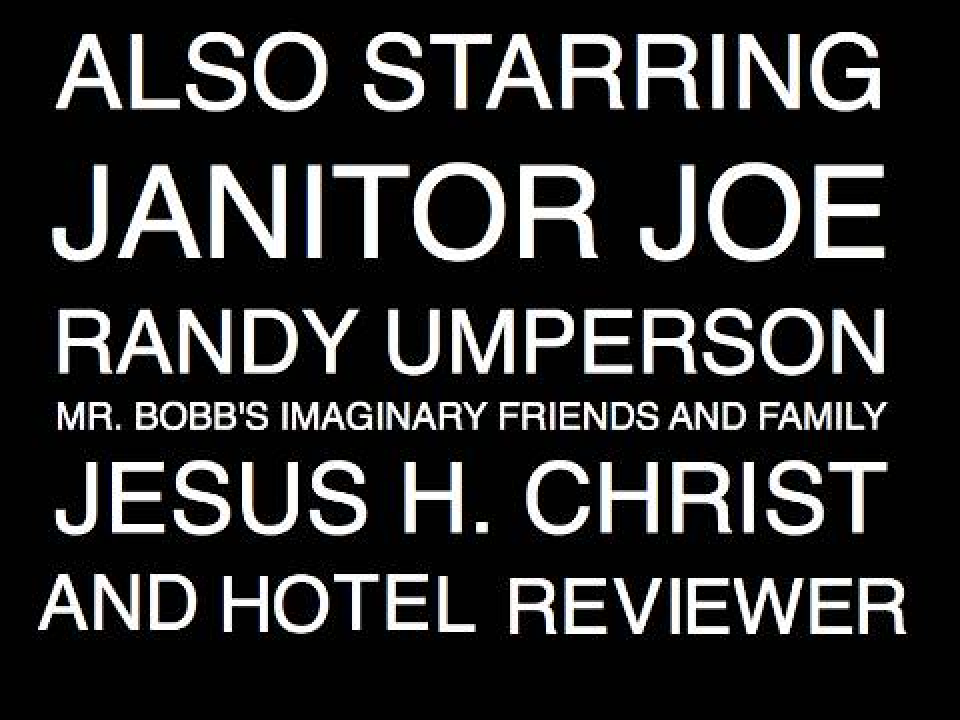 ALSO STARRING
JANITOR JOE
RANDY UMPERSON
MR. BOBB'S IMAGINARY FRIENDS AND FAMILY
JESUS H. CHRIST
AND HOTEL REVIEWER